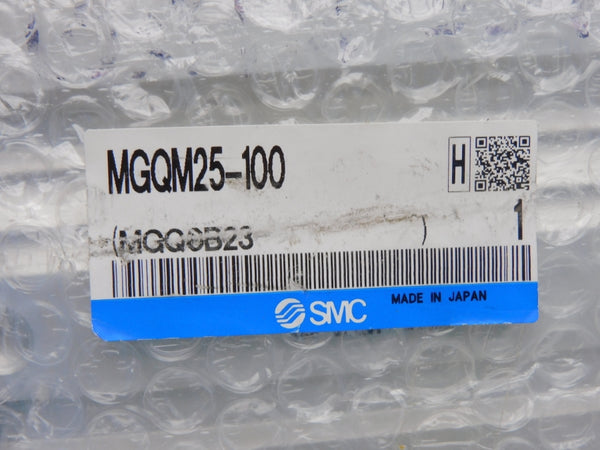 MGQM25-100
H
(MGQ0B23 )
1
SMC
MADE IN JAPAN